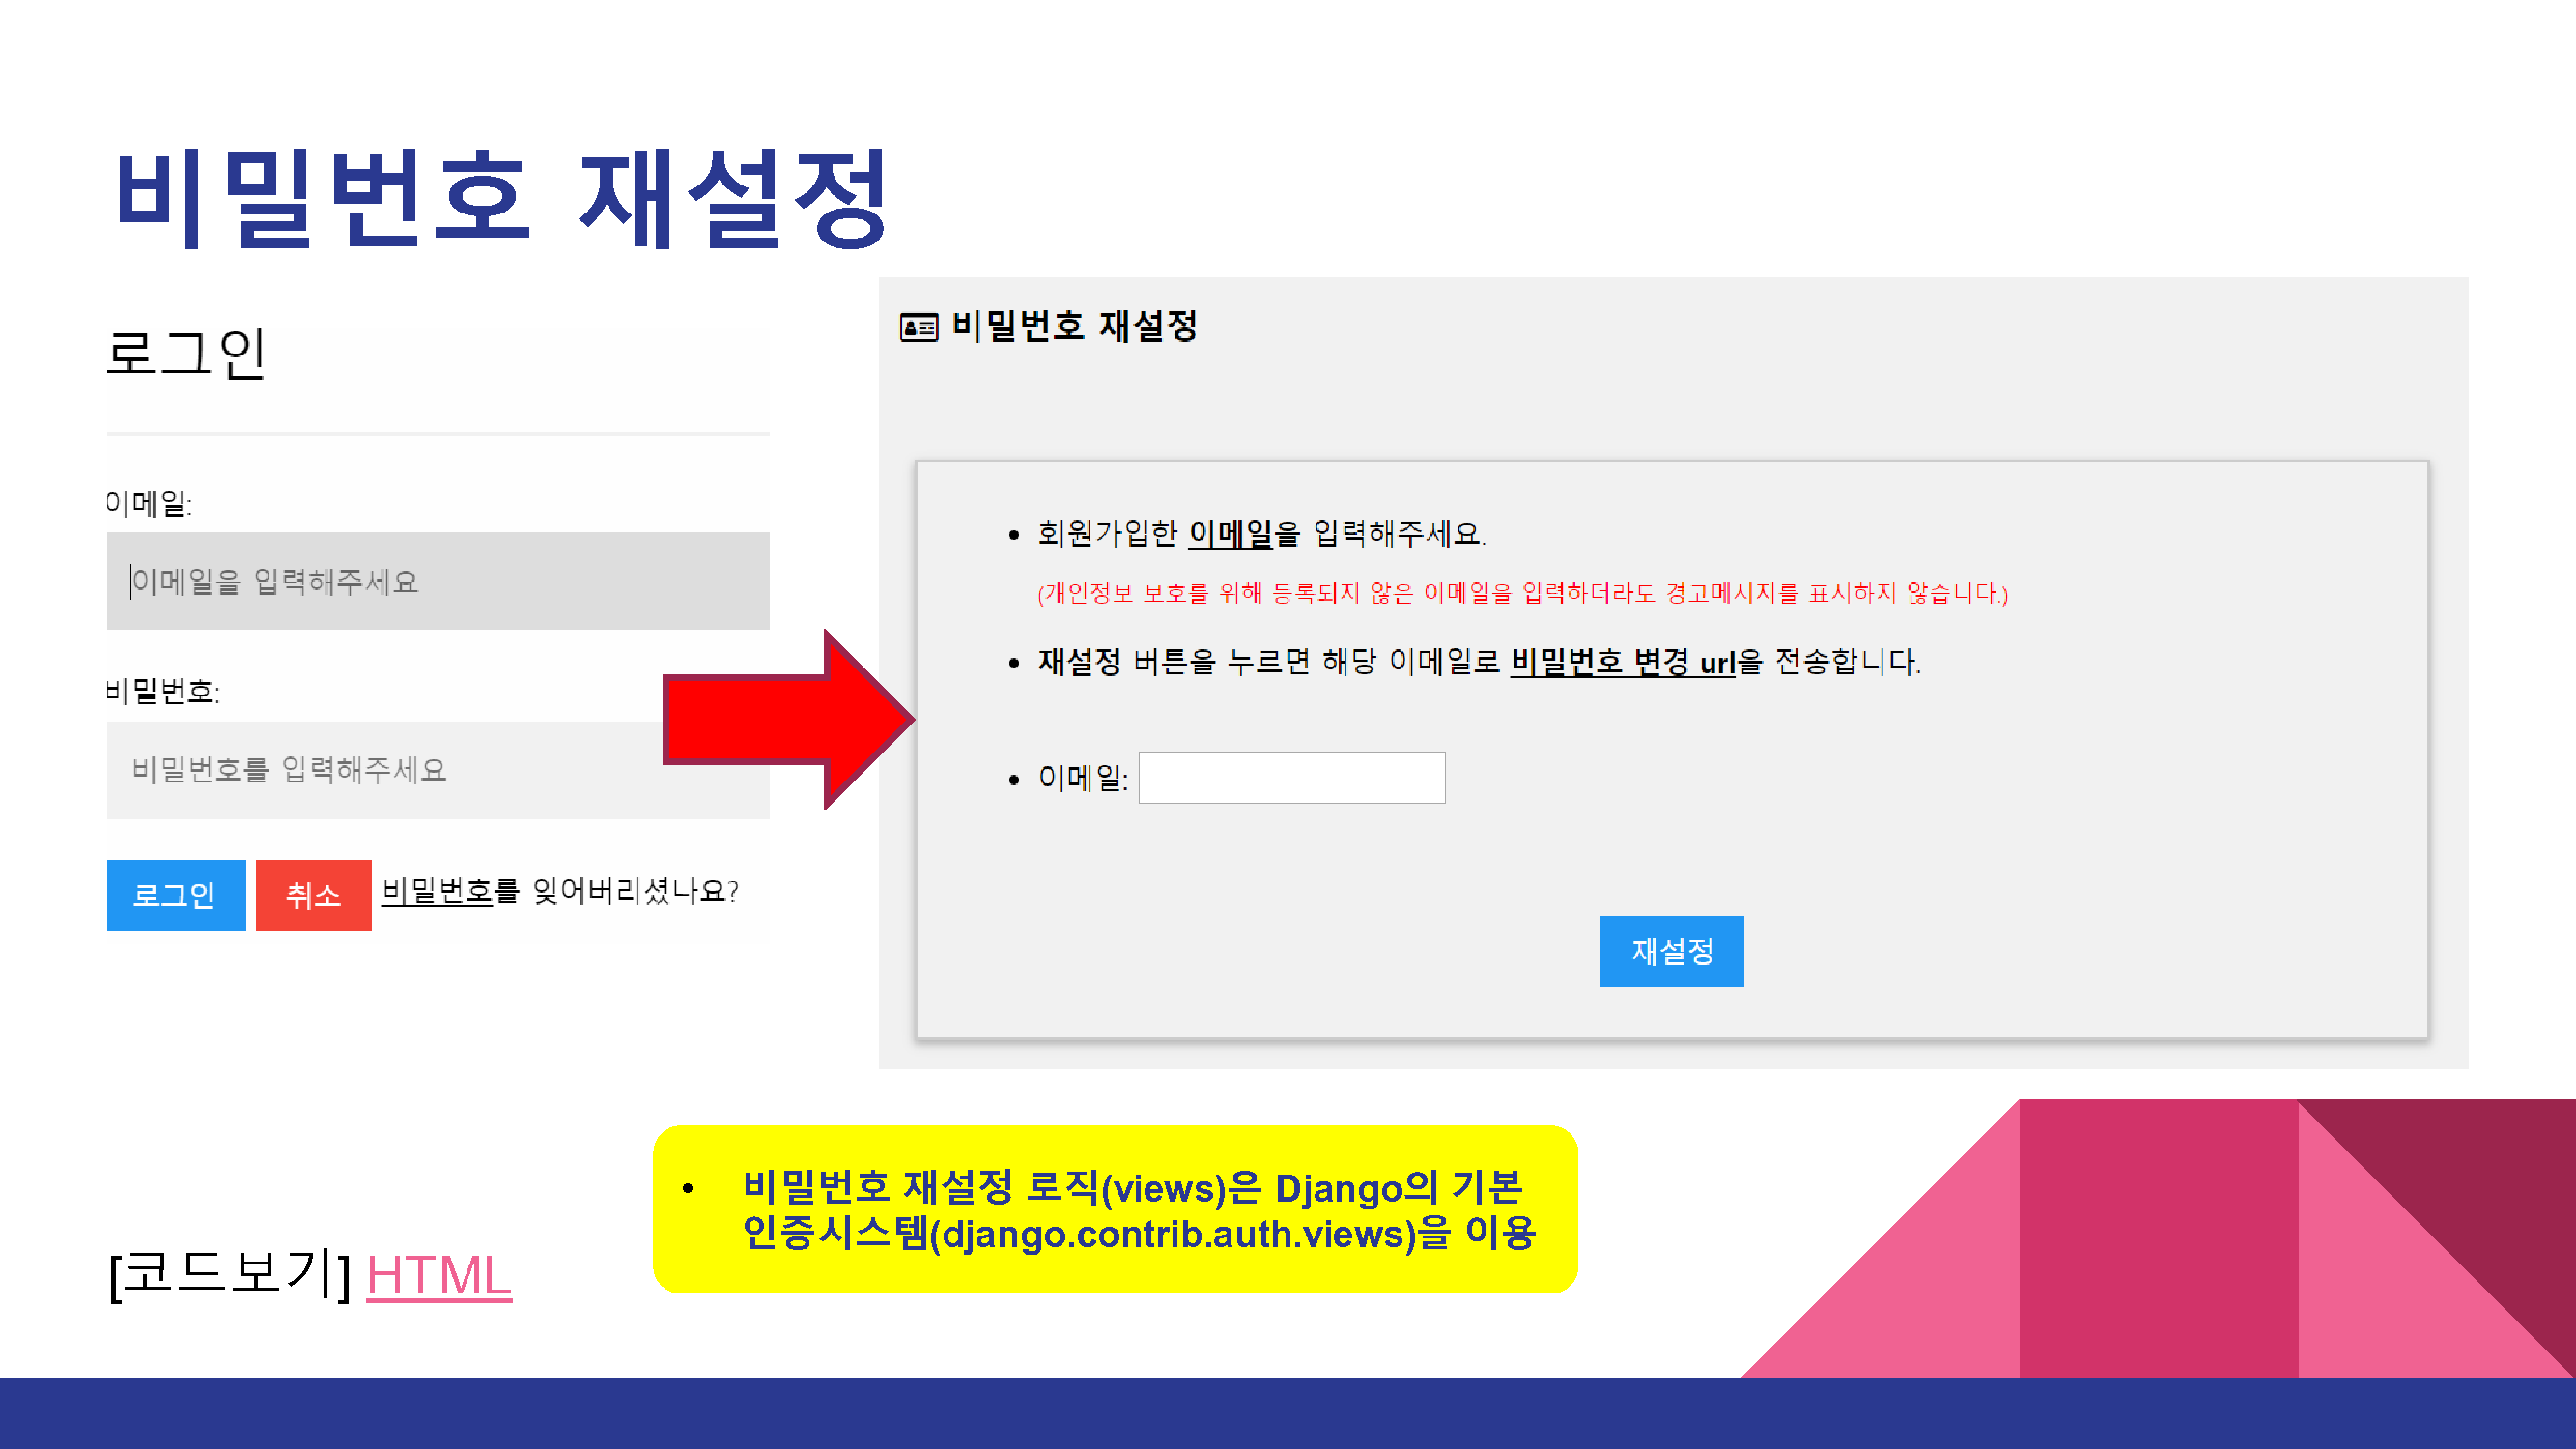 비밀번호 재설정
로그인
이메일:
이메일을 입력해주세요
비밀번호:
비밀번호를 입력해주세요
로그인 취소 비밀번호를 잊어버리셨나요?
비밀번호 재설정
• 회원가입한 이메일을 입력해주세요.
(개인정보 보호를 위해 등록되지 않은 이메일을 입력하더라도 경고메시지를 표시하지 않습니다.)
• 재설정 버튼을 누르면 해당 이메일로 비밀번호 변경 url을 전송합니다.
• 이메일:
재설정
• 비밀번호 재설정 로직(views)은 Django의 기본
인증시스템(django.contrib.auth.views)을 이용
[코드보기] HTML